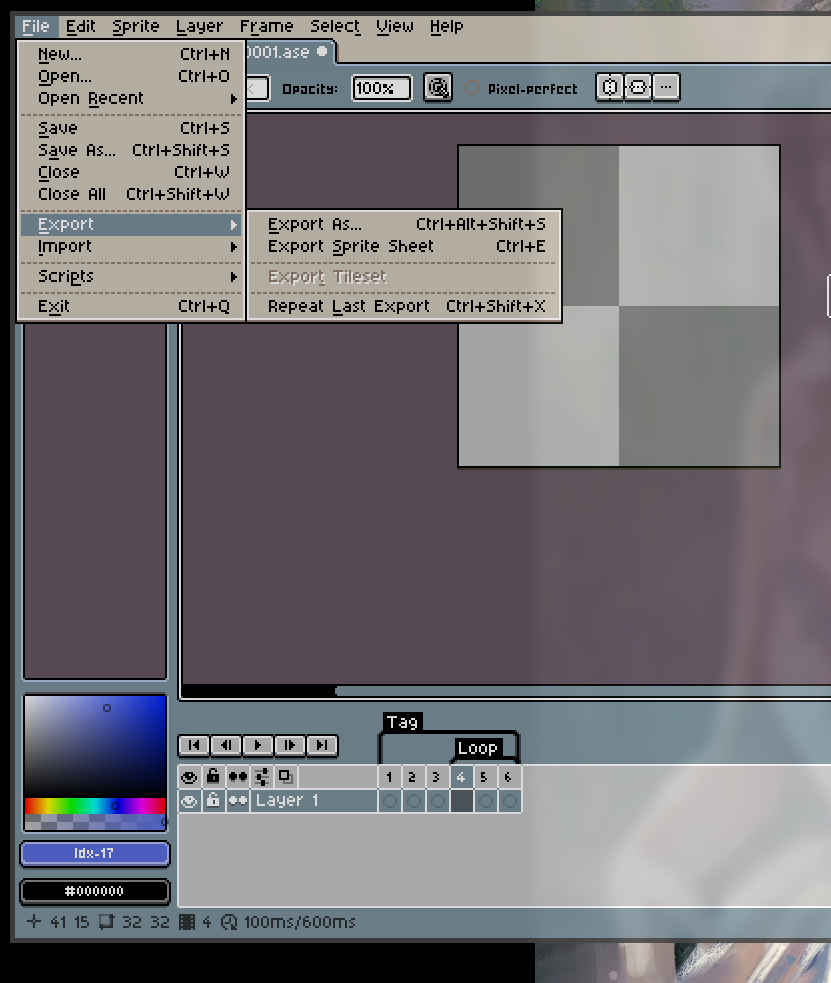 File Edit Sprite Layer Frame Select View Help
0001.ase
New... Ctrl+N
Open... Ctrl+O
Open Recent
Opacity: 100% Pixel-perfect
Save Ctrl+S
Save As... Ctrl+Shift+S
Close Ctrl+W
Close All Ctrl+Shift+W
Export
Export As... Ctrl+Alt+Shift+S
Import
Export Sprite Sheet Ctrl+E
Scripts
Export Tileset
Exit Ctrl+Q
Repeat Last Export Ctrl+Shift+X
Tag
Loop
1 2 3 4 5 6
Layer 1
Idx-17
#000000
41 15 32 32 4 100ms/600ms